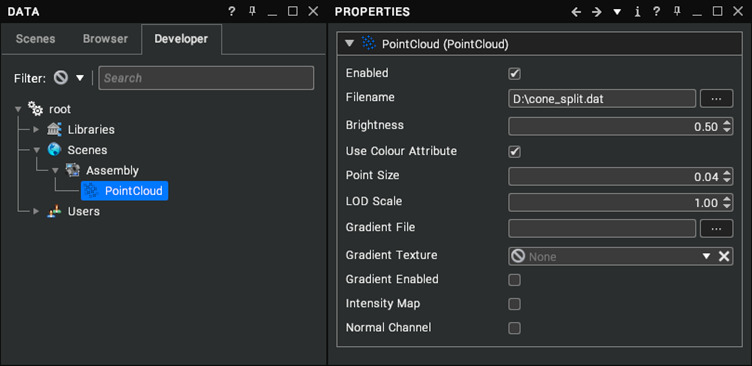 DATA
?
Scenes
Browser
Developer
Filter:
Search
root
Libraries
Scenes
Assembly
PointCloud
Users
PROPERTIES
i ?
PointCloud (PointCloud)
Enabled
Filename D:\cone_split.dat ...
Brightness 0.50
Use Colour Attribute
Point Size 0.04
LOD Scale 1.00
Gradient File ...
Gradient Texture None
Gradient Enabled
Intensity Map
Normal Channel